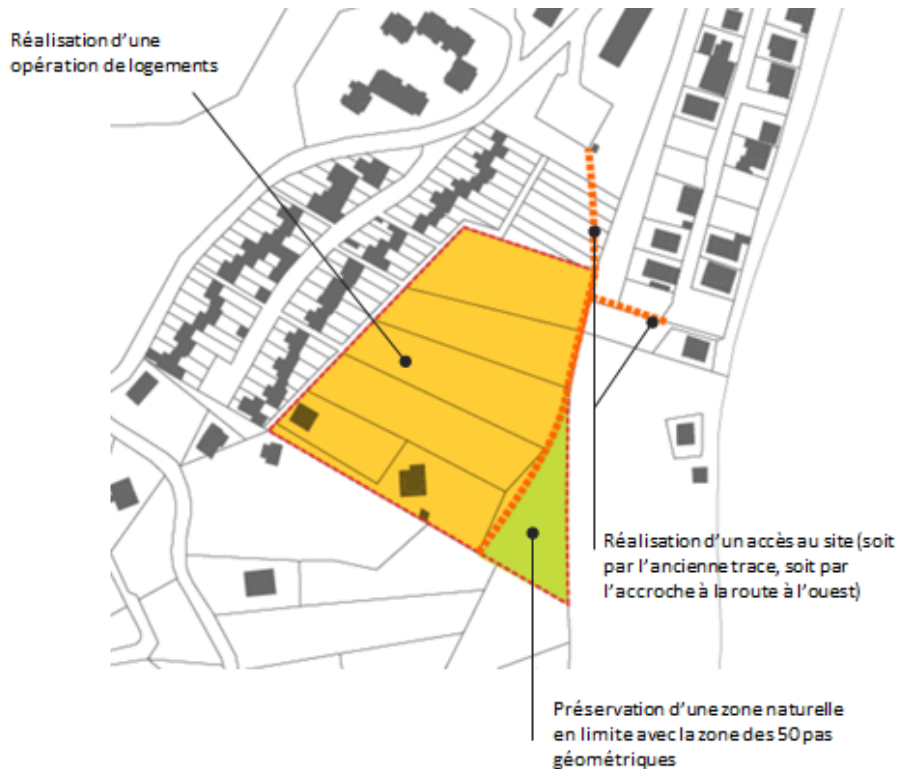 Réalisation d'une
opération de logements
Réalisation d'un accès au site (soit
par l'ancienne trace, soit par
l'accroche à la route à l'ouest)
Préservation d'une zone naturelle
en limite avec la zone des 50 pas
géométriques